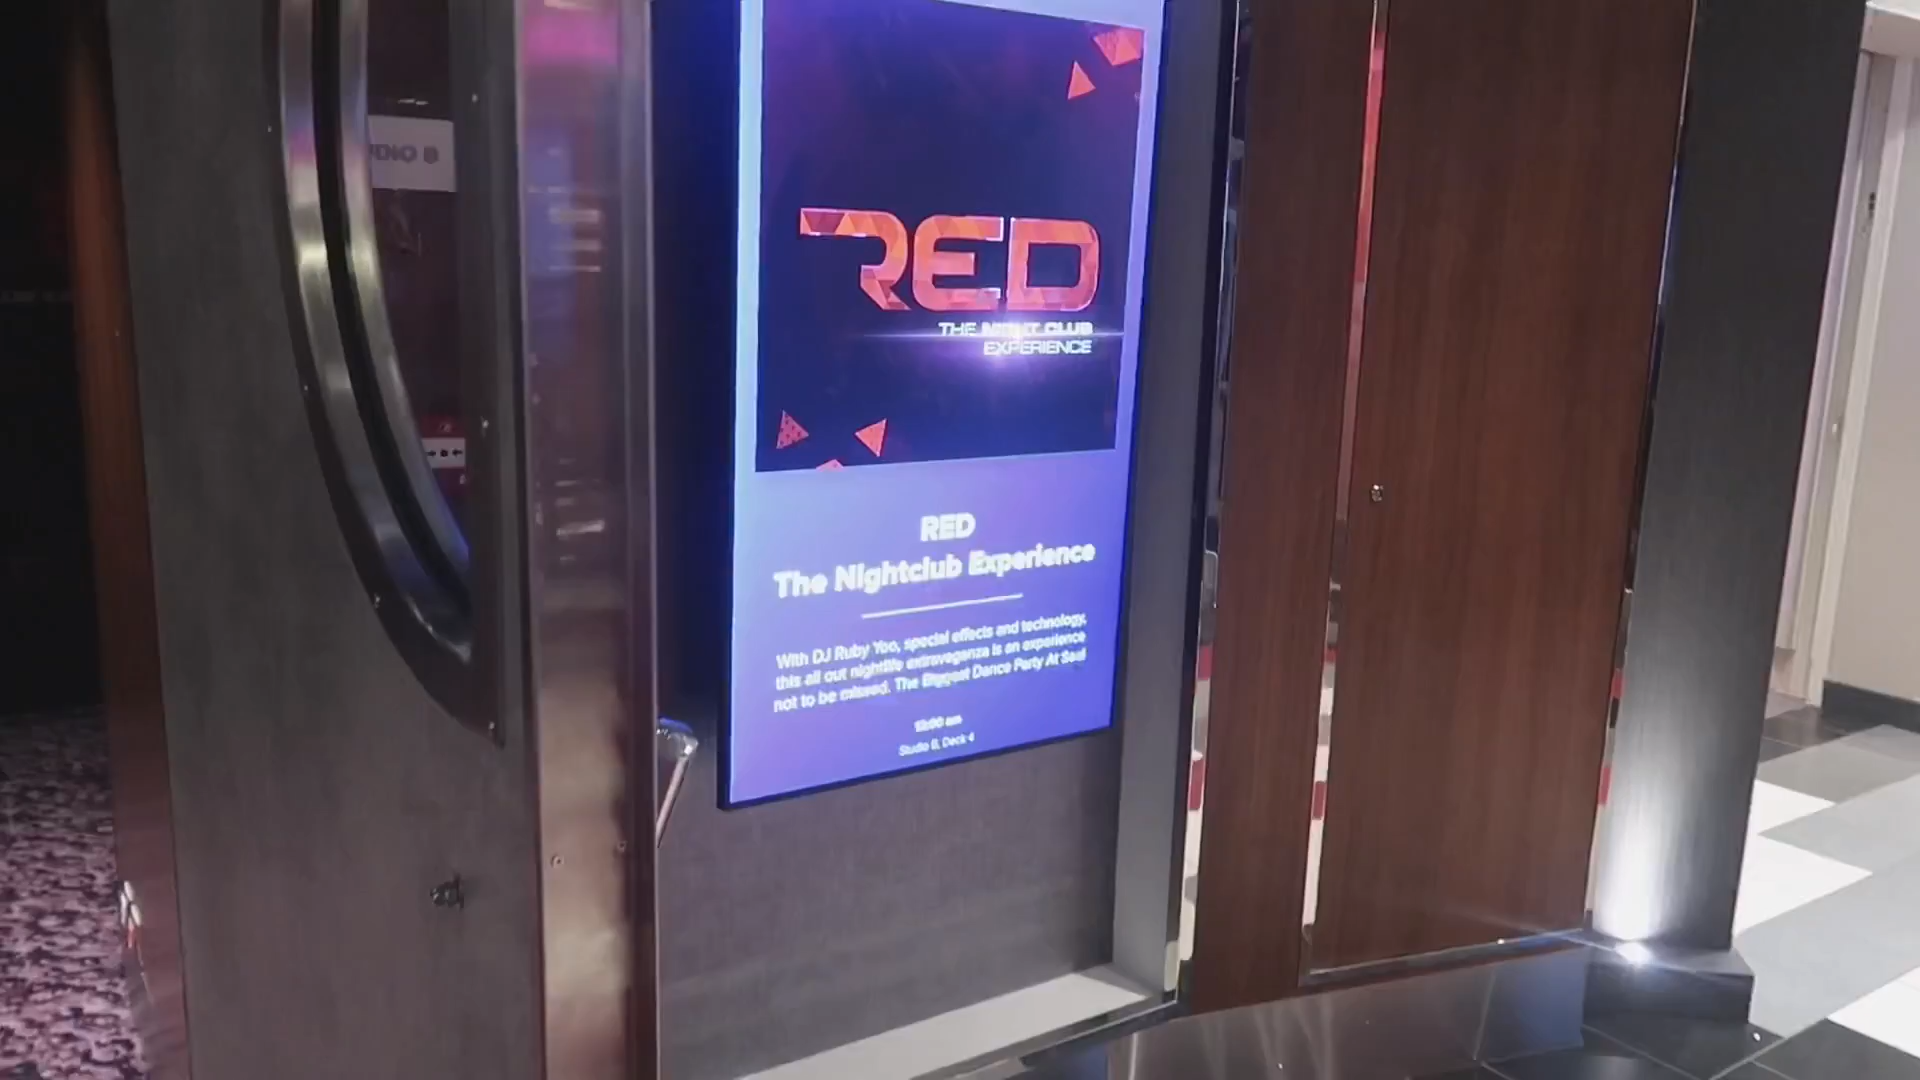 RED
THE NIGHT CLUB
EXPERIENCE
RED
The Nightclub Experience
With DJ Ruby Yoo, special effects and technology,
this all out nightlife extravaganza is an experience
not to be missed. The Biggest Dance Party At Sea!
Studio B, Deck 4